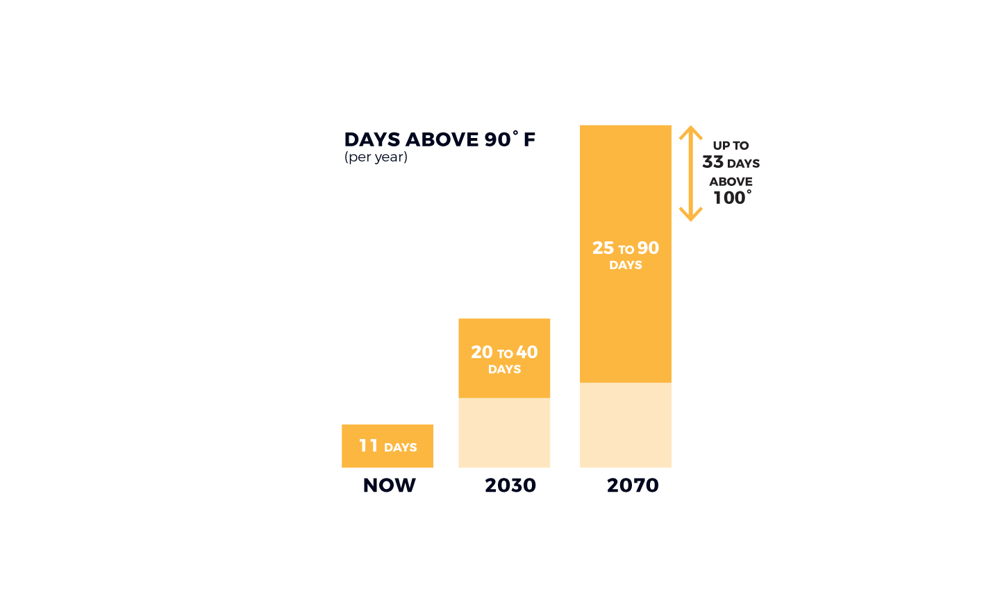 DAYS ABOVE 90° F
(per year)
UP TO
33 DAYS
ABOVE
100°
25 TO 90
DAYS
20 TO 40
DAYS
11 DAYS
NOW
2030
2070